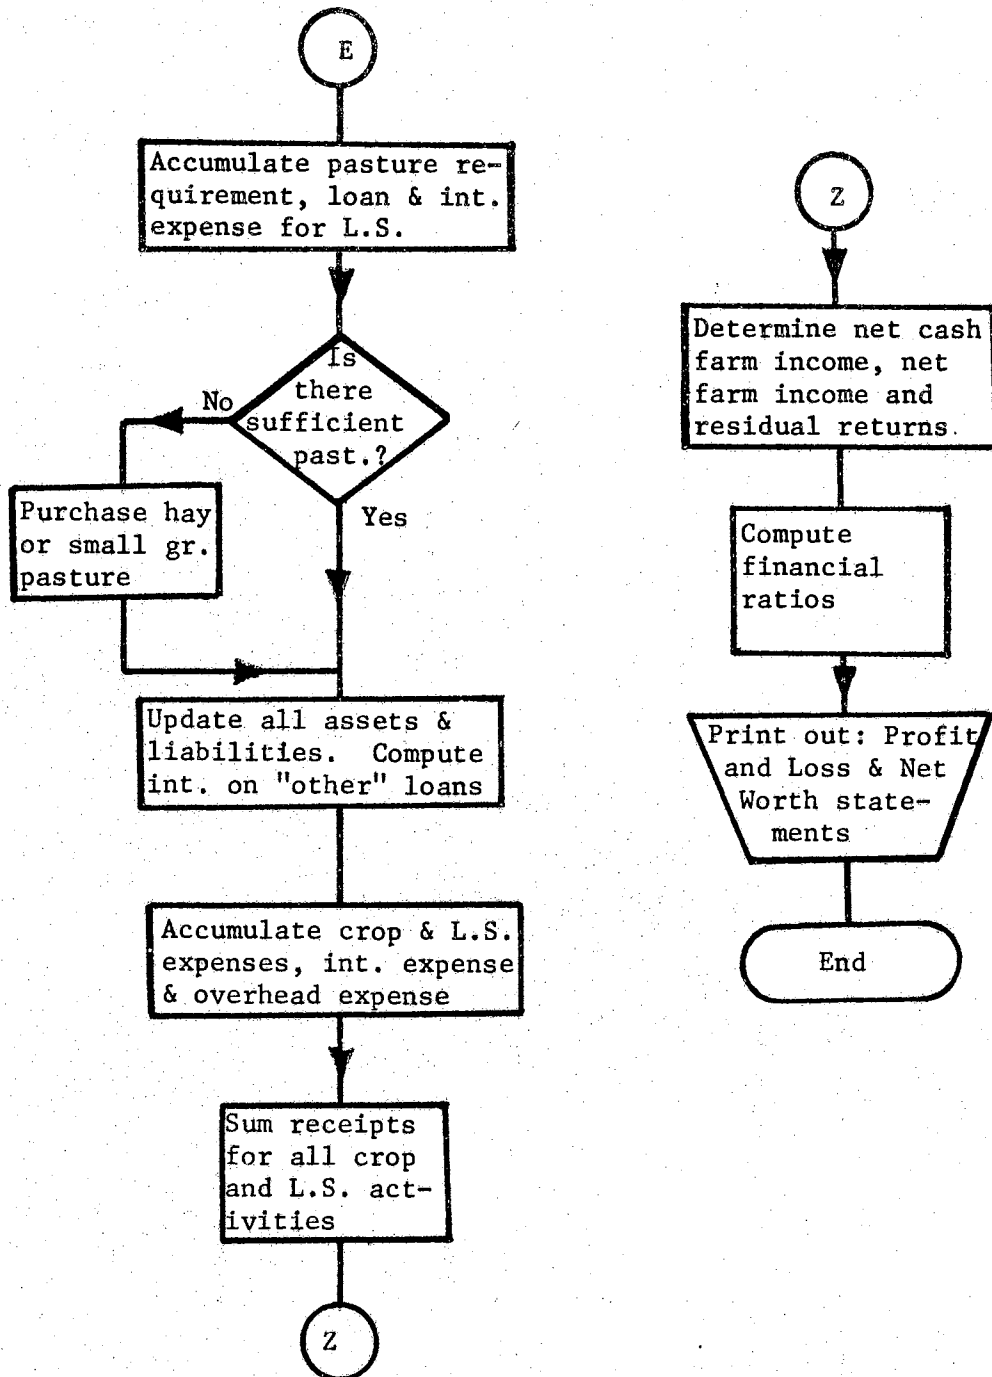 E
Accumulate pasture re-
quirement, loan & int.
expense for L.S.
Is
there
sufficient
past.?
No
Yes
Purchase hay
or small gr.
pasture
Update all assets &
liabilities. Compute
int. on "other" loans
Accumulate crop & L.S.
expenses, int. expense
& overhead expense
Sum receipts
for all crop
and L.S. act-
ivities
Z
Z
Determine net cash
farm income, net
farm income and
residual returns.
Compute
financial
ratios
Print out: Profit
and Loss & Net
Worth state-
ments
End